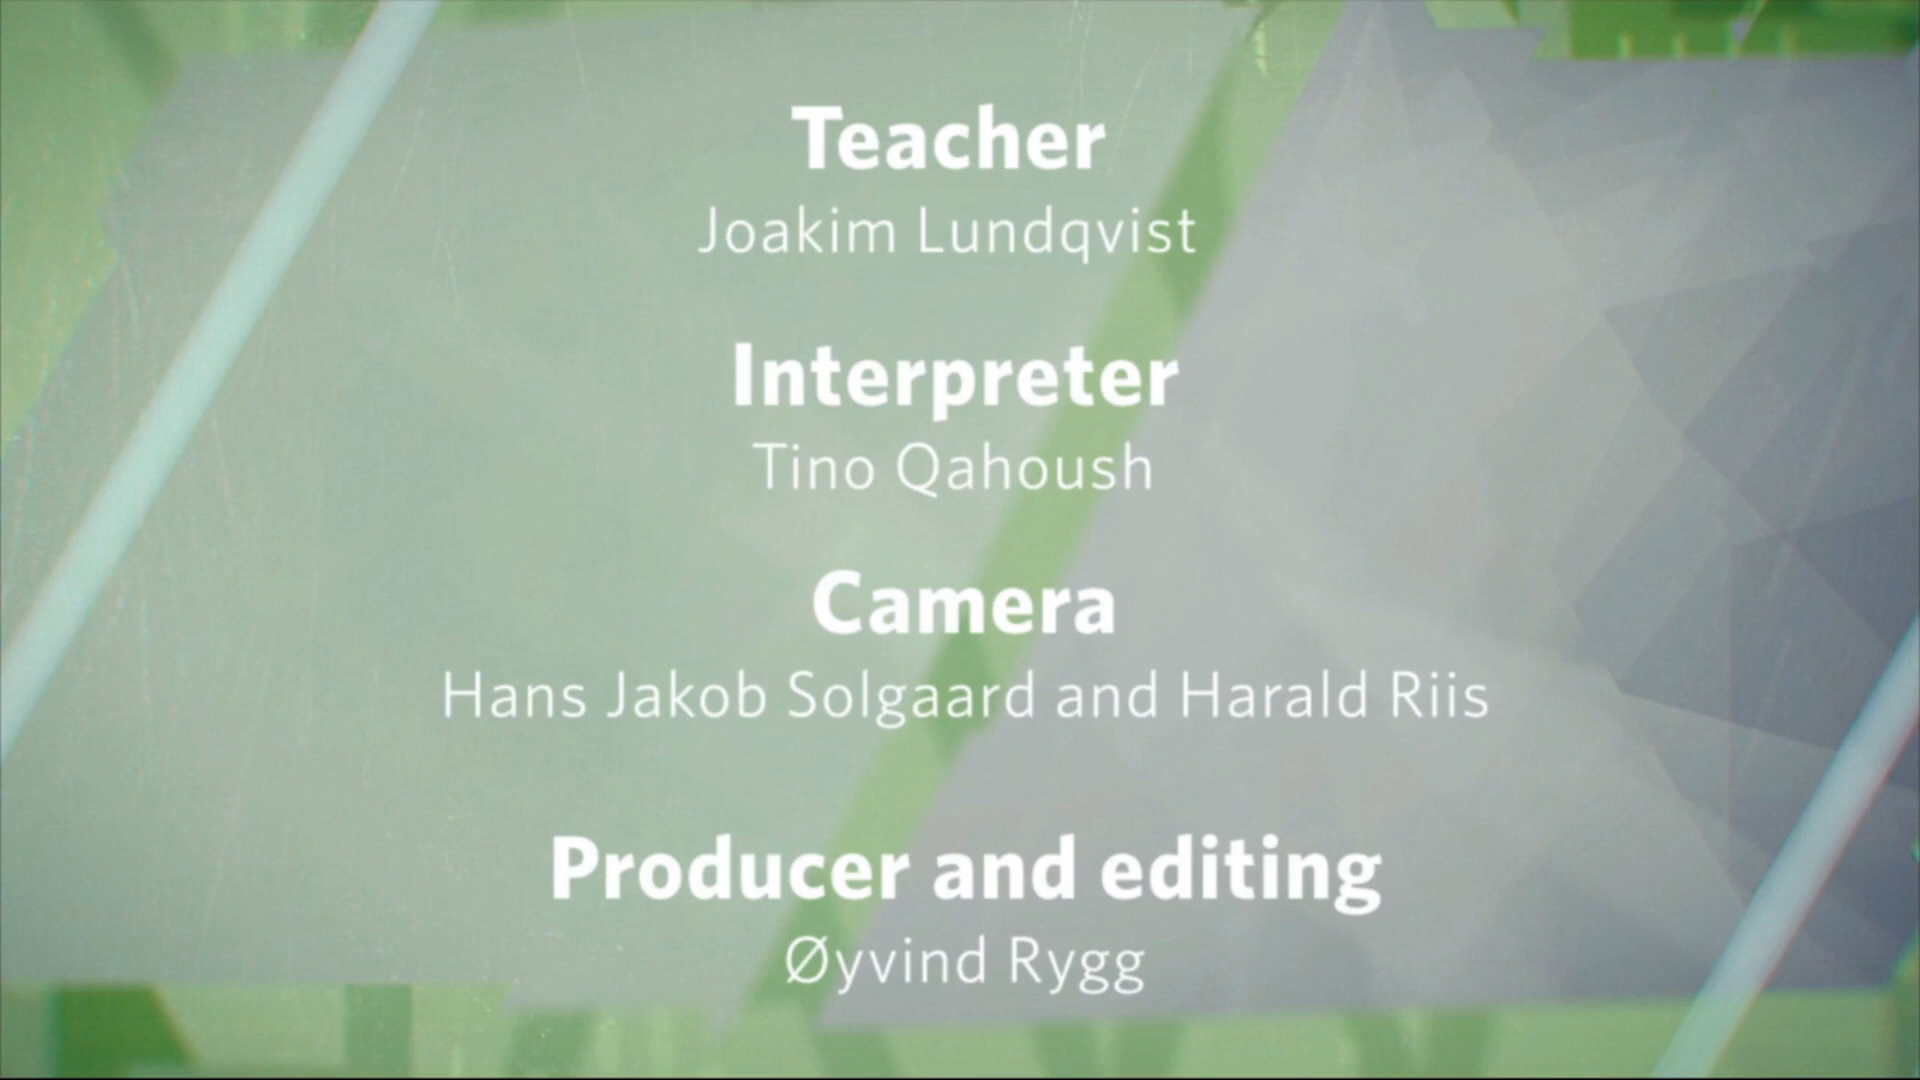 Teacher
Joakim Lundqvist
Interpreter
Tino Qahoush
Camera
Hans Jakob Solgaard and Harald Riis
Producer and editing
Øyvind Rygg